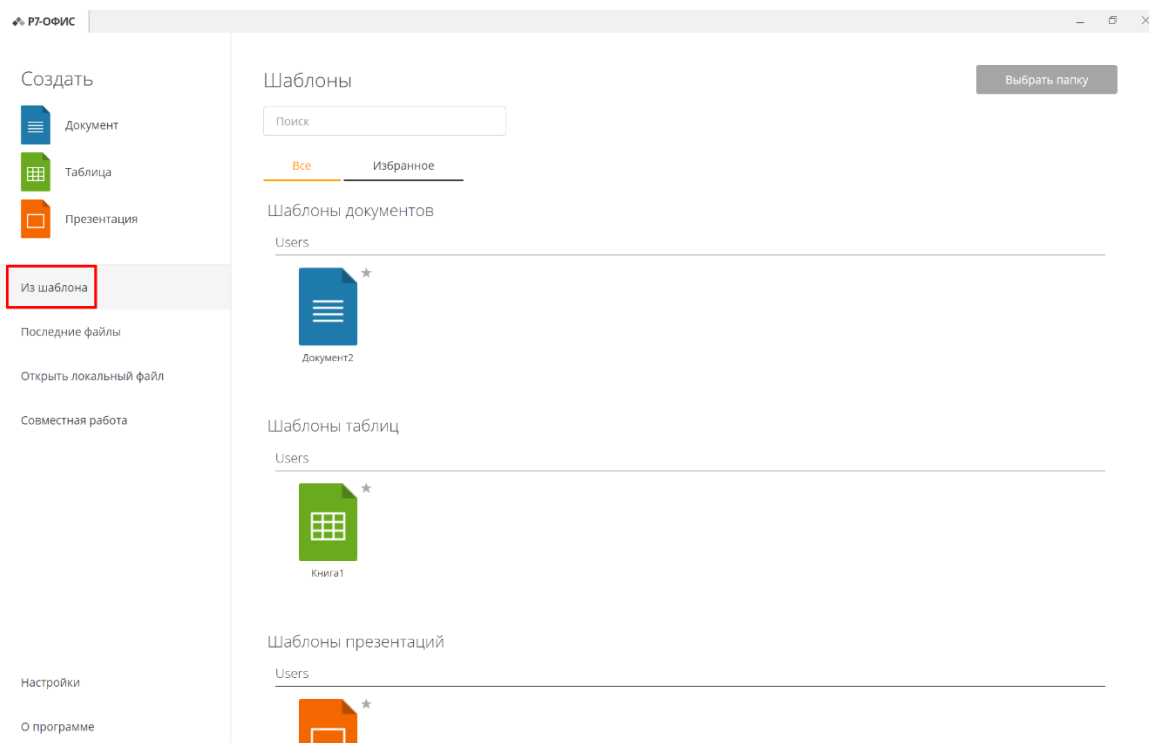 Р7-ОФИС
Создать
Документ
Таблица
Презентация
Из шаблона
Последние файлы
Открыть локальный файл
Совместная работа
Настройки
О программе
Шаблоны
Выбрать папку
Поиск
Все Избранное
Шаблоны документов
Users
Документ2
Шаблоны таблиц
Users
Книга1
Шаблоны презентаций
Users